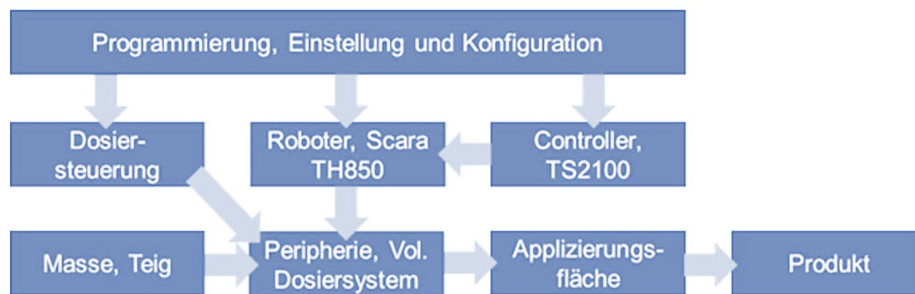 Programmierung, Einstellung und Konfiguration
Dosier-
steuerung
Roboter, Scara
TH850
Controller,
TS2100
Masse, Teig
Peripherie, Vol.
Dosiersystem
Applizierungs-
fläche
Produkt